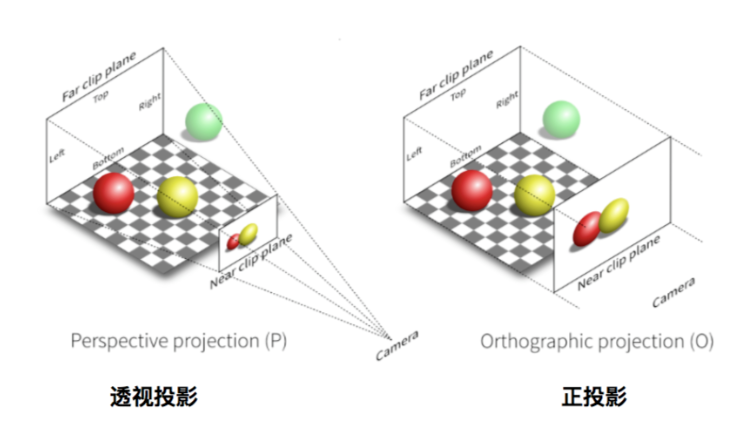 Far clip plane
Top
Right
Left
Bottom
Near clip plane
Camera
Perspective projection (P)
透视投影
Far clip plane
Top
Right
Left
Bottom
Near clip plane
Camera
Orthographic projection (O)
正投影